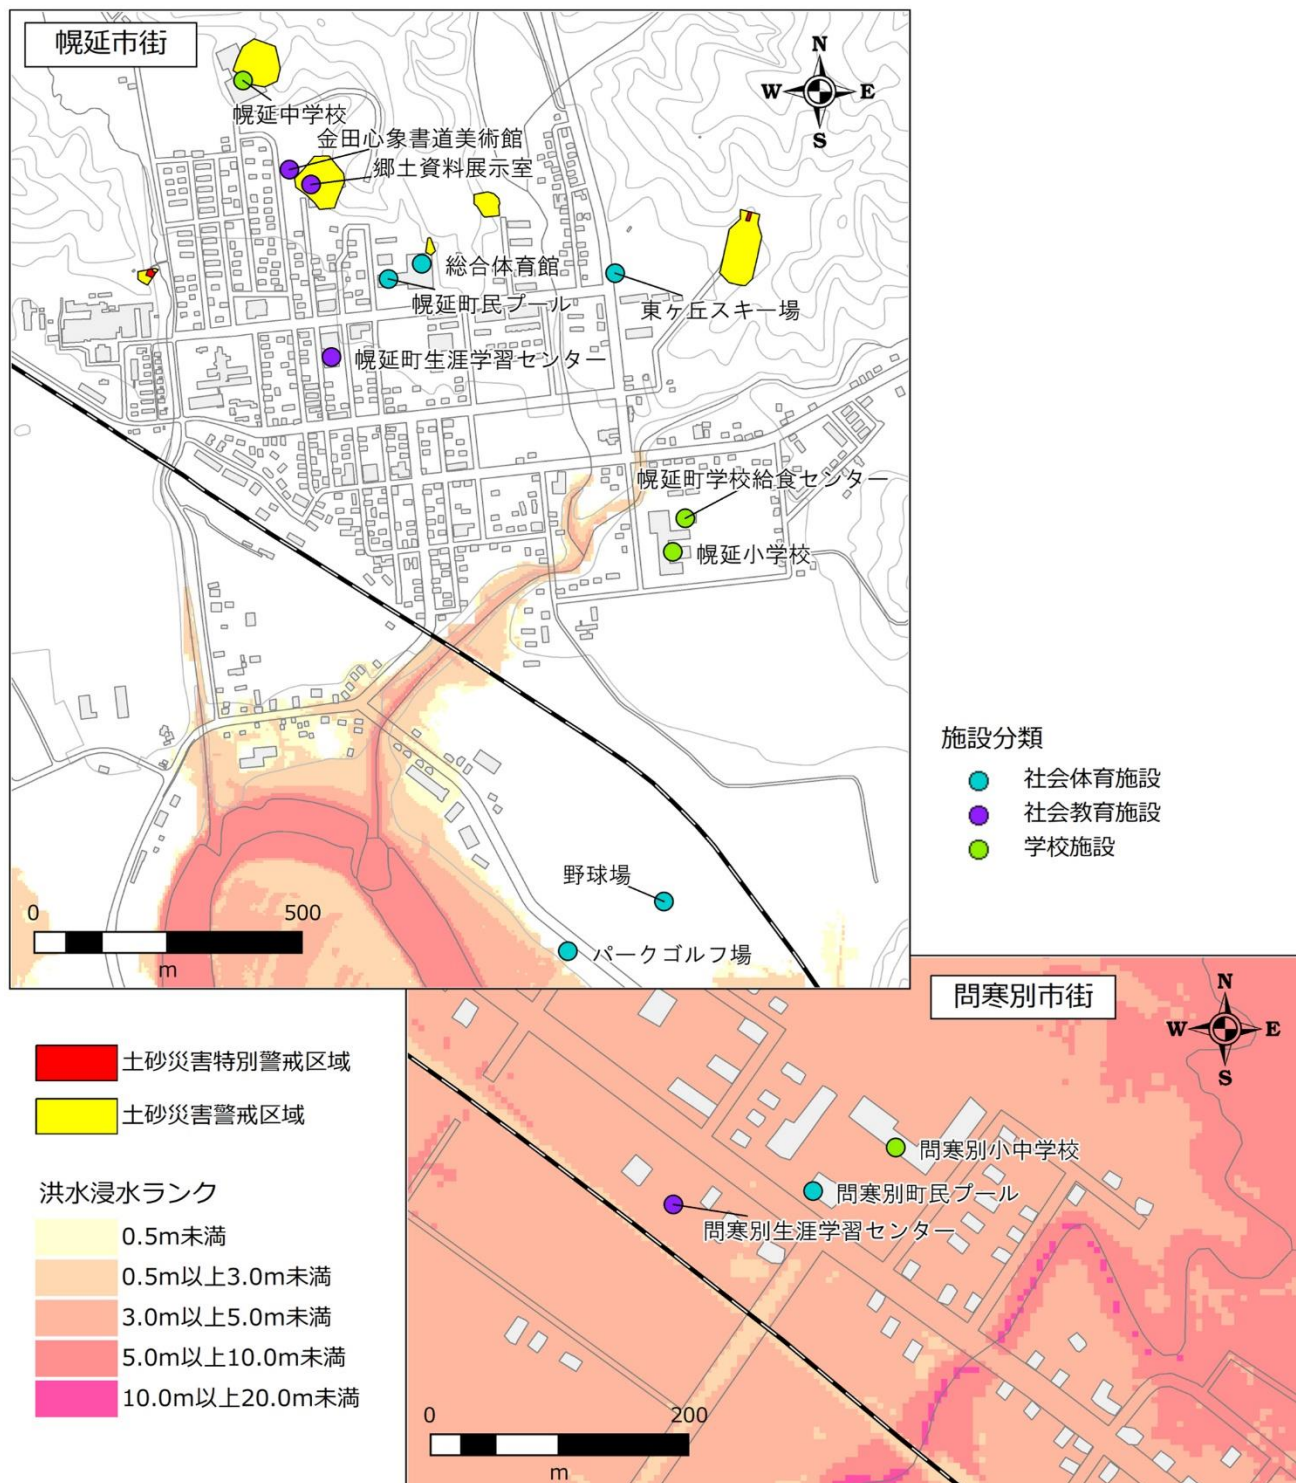 幌延市街
N
W
E
S
幌延中学校
金田心象書道美術館
郷土資料展示室
総合体育館
幌延町民プール
東ヶ丘スキー場
幌延町生涯学習センター
幌延町学校給食センター
幌延小学校
野球場
パークゴルフ場
0
500
m
施設分類
社会体育施設
社会教育施設
学校施設
土砂災害特別警戒区域
土砂災害警戒区域
洪水浸水ランク
0.5m未満
0.5m以上3.0m未満
3.0m以上5.0m未満
5.0m以上10.0m未満
10.0m以上20.0m未満
問寒別市街
N
W
E
S
問寒別小中学校
問寒別町民プール
問寒別生涯学習センター
0
200
m